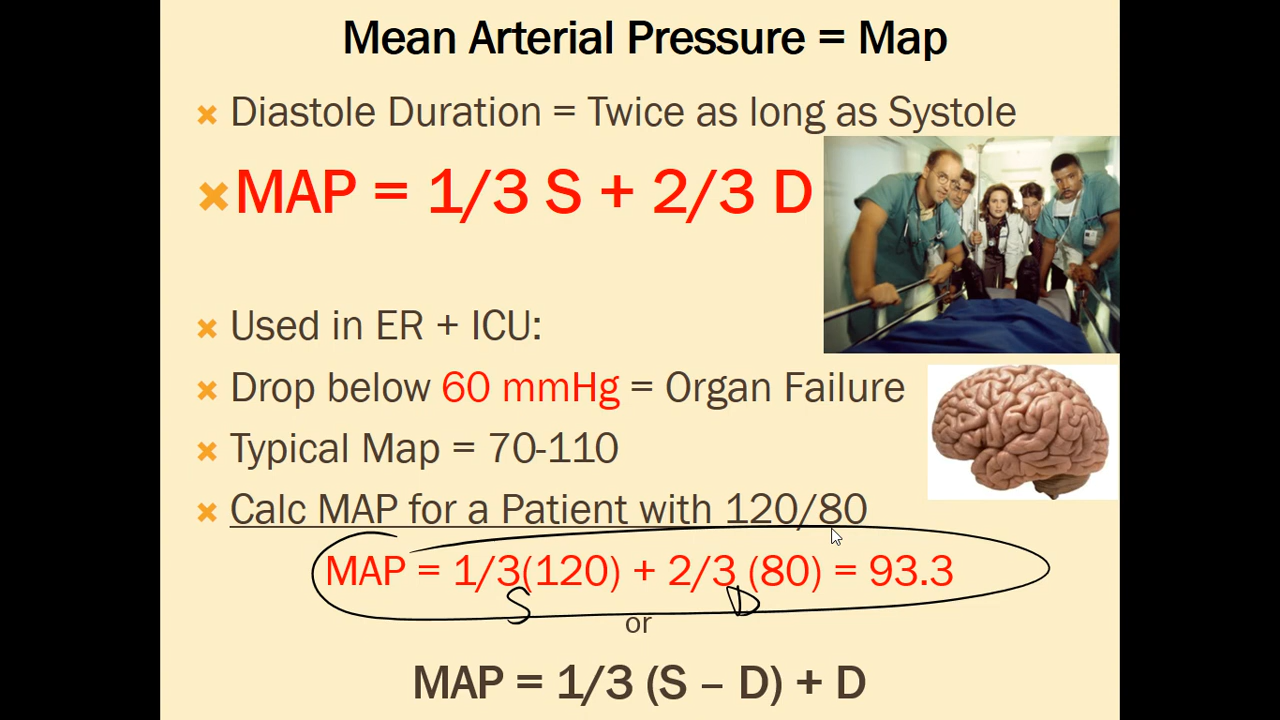 Mean Arterial Pressure = Map
Diastole Duration = Twice as long as Systole
MAP = 1/3 S + 2/3 D
Used in ER + ICU:
Drop below 60 mmHg = Organ Failure
Typical Map = 70-110
Calc MAP for a Patient with 120/80
MAP = 1/3(120) + 2/3 (80) = 93.3
S D
or
MAP = 1/3 (S – D) + D